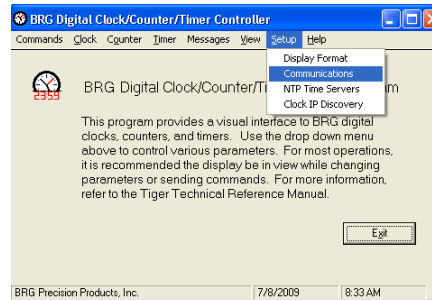 BRG Digital Clock/Counter/Timer Controller
Commands Clock Counter Timer Messages View Setup Help
Display Format
Communications
NTP Time Servers
Clock IP Discovery
23:59
BRG Digital Clock/Counter/Ti m
This program provides a visual interface to BRG digital
clocks, counters, and timers. Use the drop down menu
above to control various parameters. For most operations,
it is recommended the display be in view while changing
parameters or sending commands. For more information,
refer to the Tiger Technical Reference Manual.
Exit
BRG Precision Products, Inc. 7/8/2009 8:33 AM